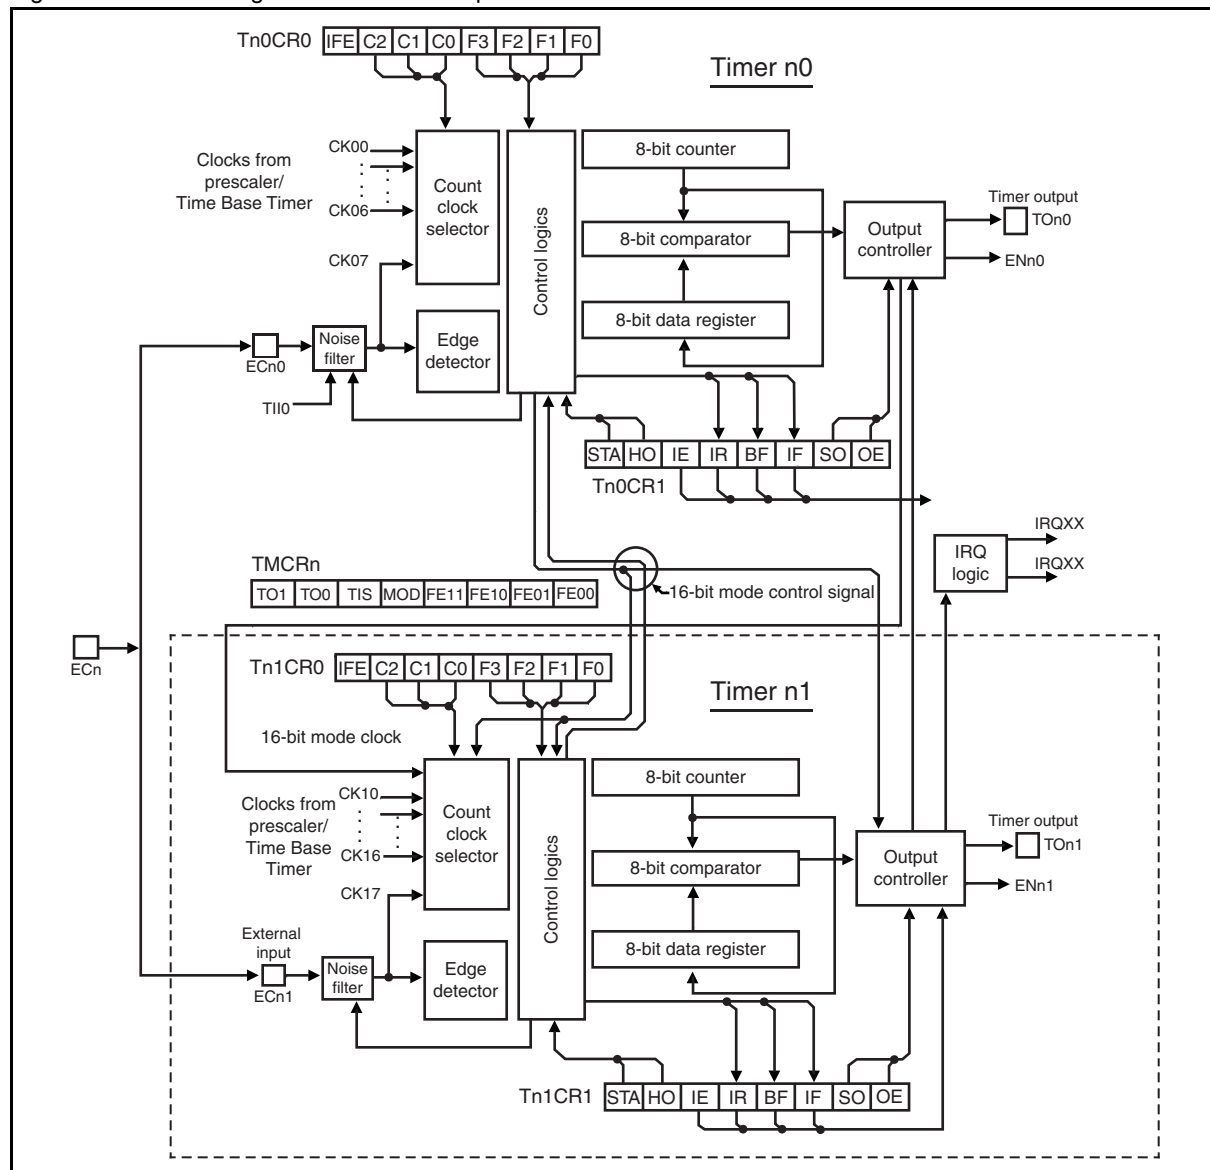 Tn0CR0 IFE C2 C1 C0 F3 F2 F1 F0
Timer n0
Clocks from
prescaler/
Time Base Timer
CK00
CK06
CK07
Count
clock
selector
Control logics
8-bit counter
8-bit comparator
8-bit data register
Output
controller
Timer output
TOn0
ENn0
ECn0
Noise
filter
Edge
detector
TII0
STA HO IE IR BF IF SO OE
Tn0CR1
IRQ
logic
IRQXX
IRQXX
TMCRn
TO1 TO0 TIS MOD FE11 FE10 FE01 FE00
16-bit mode control signal
ECn
Tn1CR0 IFE C2 C1 C0 F3 F2 F1 F0
Timer n1
16-bit mode clock
Clocks from
prescaler/
Time Base
Timer
CK10
CK16
CK17
Count
clock
selector
Control logics
8-bit counter
8-bit comparator
8-bit data register
Output
controller
Timer output
TOn1
ENn1
External
input
ECn1
Noise
filter
Edge
detector
Tn1CR1 STA HO IE IR BF IF SO OE